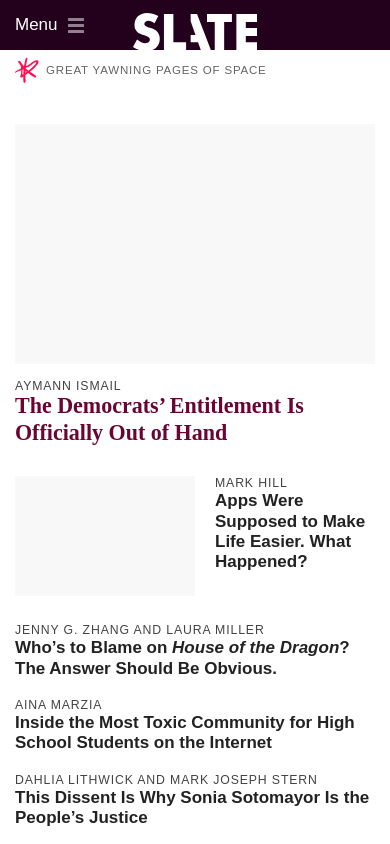 Menu
SLATE
GREAT YAWNING PAGES OF SPACE
AYMANN ISMAIL
The Democrats’ Entitlement Is
Officially Out of Hand
MARK HILL
Apps Were
Supposed to Make
Life Easier. What
Happened?
JENNY G. ZHANG AND LAURA MILLER
Who’s to Blame on House of the Dragon?
The Answer Should Be Obvious.
AINA MARZIA
Inside the Most Toxic Community for High
School Students on the Internet
DAHLIA LITHWICK AND MARK JOSEPH STERN
This Dissent Is Why Sonia Sotomayor Is the
People’s Justice